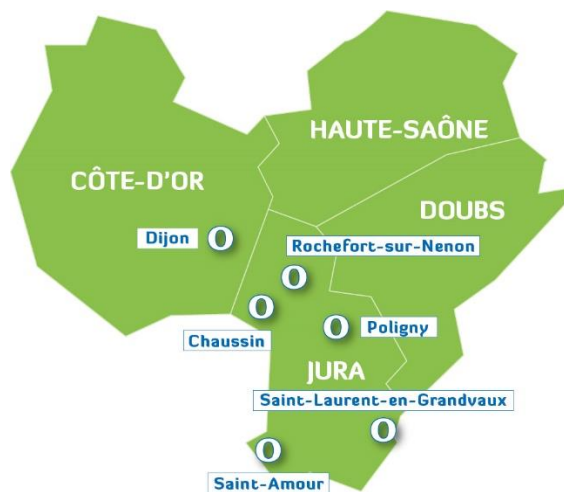 HAUTE-SAÔNE
CÔTE-D'OR
DOUBS
Dijon
Rochefort-sur-Nenon
Chaussin
Poligny
JURA
Saint-Laurent-en-Grandvaux
Saint-Amour